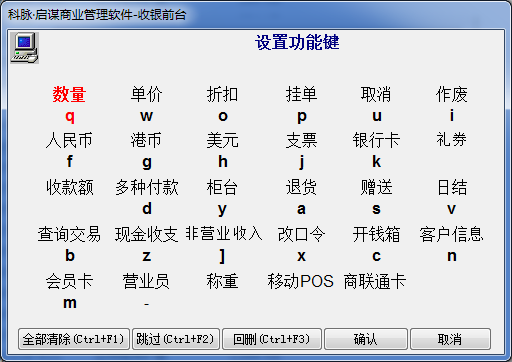 科脉·启谋商业管理软件-收银前台
设置功能键
数量 单价 折扣 挂单 取消 作废
q w o p u i
人民币 港币 美元 支票 银行卡 礼券
f g h j k
收款额 多种付款 柜台 退货 赠送 日结
d y a s v
查询交易 现金收支 非营业收入 改口令 开钱箱 客户信息
b z ] x c n
会员卡 营业员 称重 移动POS 商联通卡
m -
全部清除(Ctrl+F1) 跳过(Ctrl+F2) 回删(Ctrl+F3) 确认 取消